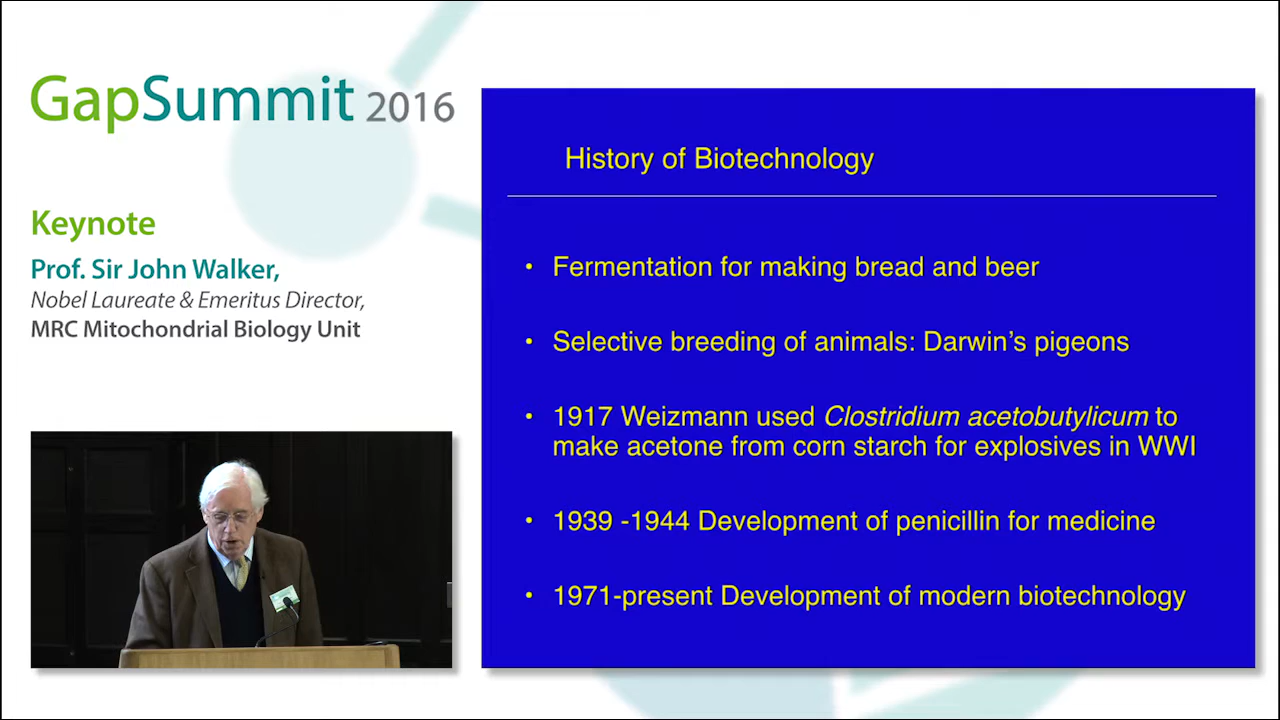 GapSummit 2016
Keynote
Prof. Sir John Walker,
Nobel Laureate & Emeritus Director,
MRC Mitochondrial Biology Unit
History of Biotechnology
• Fermentation for making bread and beer
• Selective breeding of animals: Darwin’s pigeons
• 1917 Weizmann used Clostridium acetobutylicum to
make acetone from corn starch for explosives in WWI
• 1939 -1944 Development of penicillin for medicine
• 1971-present Development of modern biotechnology